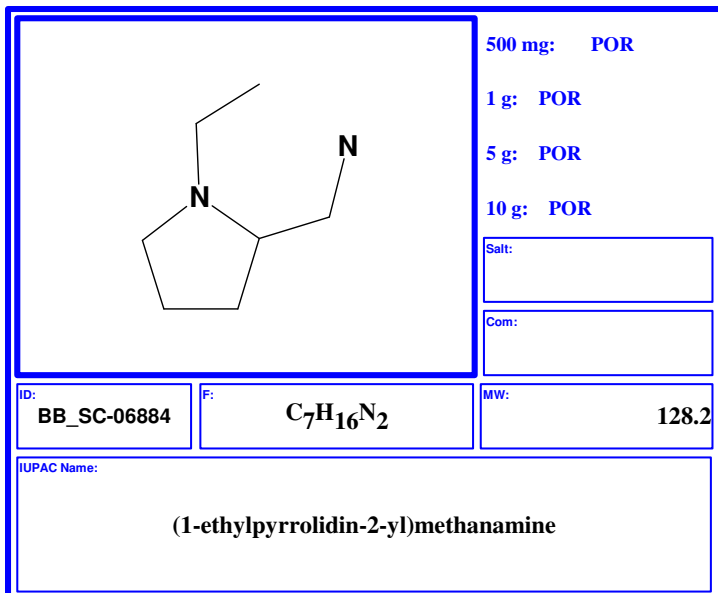 500 mg: POR
1 g: POR
5 g: POR
10 g: POR
N
N
Salt:
Com:
ID:
BB_SC-06884
F:
C7H16N2
MW:
128.2
IUPAC Name:
(1-ethylpyrrolidin-2-yl)methanamine